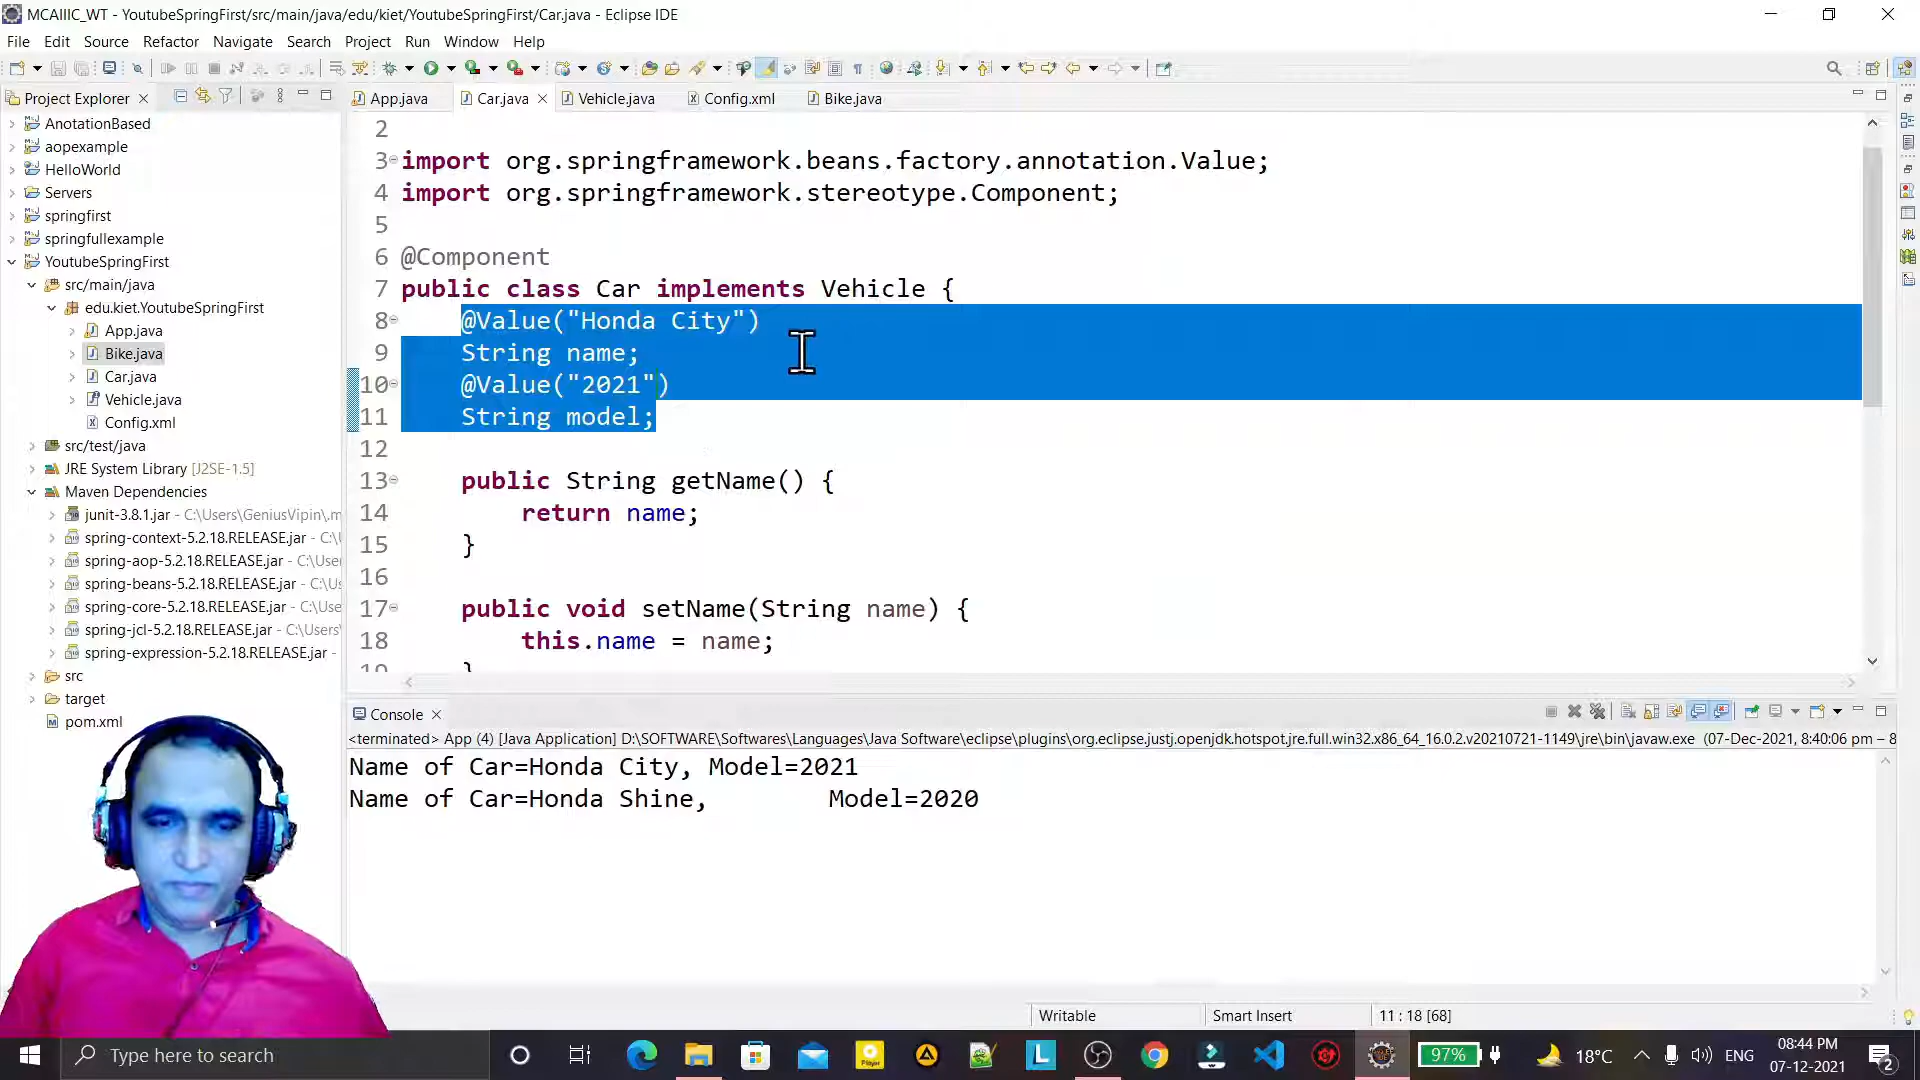 MCAIIIC_WT - YoutubeSpringFirst/src/main/java/edu/kiet/YoutubeSpringFirst/Car.java - Eclipse IDE
File Edit Source Refactor Navigate Search Project Run Window Help
Project Explorer
App.java Car.java Vehicle.java Config.xml Bike.java
AnotationBased
aopexample
HelloWorld
Servers
springfirst
springfullexample
YoutubeSpringFirst
src/main/java
edu.kiet.YoutubeSpringFirst
App.java
Bike.java
Car.java
Vehicle.java
Config.xml
src/test/java
JRE System Library [J2SE-1.5]
Maven Dependencies
junit-3.8.1.jar - C:\Users\GeniusVipin\.m
spring-context-5.2.18.RELEASE.jar - C:\U
spring-aop-5.2.18.RELEASE.jar - C:\Use
spring-beans-5.2.18.RELEASE.jar - C:\Us
spring-core-5.2.18.RELEASE.jar - C:\Use
spring-jcl-5.2.18.RELEASE.jar - C:\Users\
spring-expression-5.2.18.RELEASE.jar -
src
target
pom.xml
2
3 import org.springframework.beans.factory.annotation.Value;
4 import org.springframework.stereotype.Component;
5
6 @Component
7 public class Car implements Vehicle {
8 @Value("Honda City")
9 String name;
10 @Value("2021")
11 String model;
12
13 public String getName() {
14 return name;
15 }
16
17 public void setName(String name) {
18 this.name = name;
19 }
Console
<terminated> App (4) [Java Application] D:\SOFTWARE\Softwares\Languages\Java Software\eclipse\plugins\org.eclipse.justj.openjdk.hotspot.jre.full.win32.x86_64_16.0.2.v20210721-1149\jre\bin\javaw.exe (07-Dec-2021, 8:40:06 pm – 8
Name of Car=Honda City, Model=2021
Name of Car=Honda Shine, Model=2020
Writable Smart Insert 11 : 18 [68]
Type here to search
97% 18°C ENG
08:44 PM
07-12-2021
2